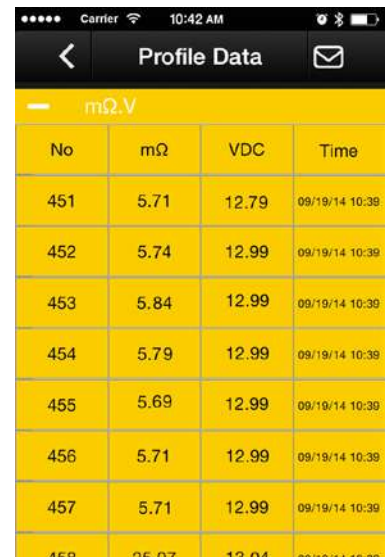 Carrier 10:42 AM
Profile Data
mΩ.V
No mΩ VDC Time
451 5.71 12.79 09/19/14 10:39
452 5.74 12.99 09/19/14 10:39
453 5.84 12.99 09/19/14 10:39
454 5.79 12.99 09/19/14 10:39
455 5.69 12.99 09/19/14 10:39
456 5.71 12.99 09/19/14 10:39
457 5.71 12.99 09/19/14 10:39